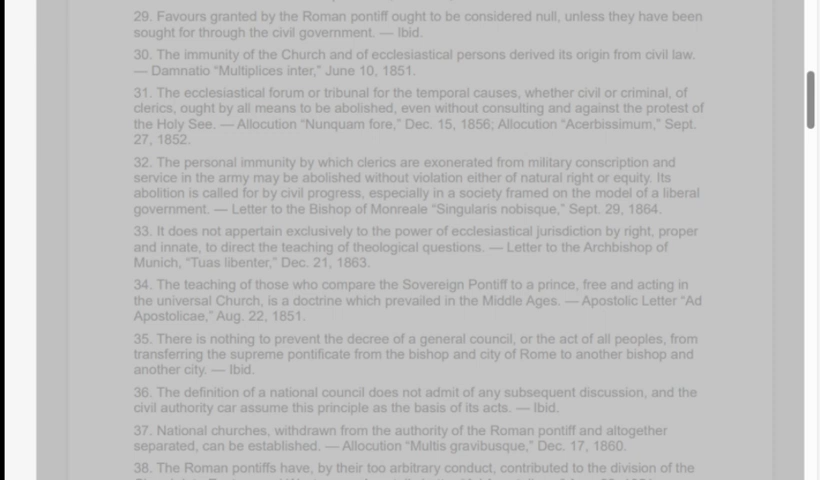 29. Favours granted by the Roman pontiff ought to be considered null, unless they have been
sought for through the civil government. — Ibid.
30. The immunity of the Church and of ecclesiastical persons derived its origin from civil law.
— Damnatio “Multiplices inter,” June 10, 1851.
31. The ecclesiastical forum or tribunal for the temporal causes, whether civil or criminal, of
clerics, ought by all means to be abolished, even without consulting and against the protest of
the Holy See. — Allocution “Nunquam fore,” Dec. 15, 1856; Allocution “Acerbissimum,” Sept.
27, 1852.
32. The personal immunity by which clerics are exonerated from military conscription and
service in the army may be abolished without violation either of natural right or equity. Its
abolition is called for by civil progress, especially in a society framed on the model of a liberal
government. — Letter to the Bishop of Monreale “Singularis nobisque,” Sept. 29, 1864.
33. It does not appertain exclusively to the power of ecclesiastical jurisdiction by right, proper
and innate, to direct the teaching of theological questions. — Letter to the Archbishop of
Munich, “Tuas libenter,” Dec. 21, 1863.
34. The teaching of those who compare the Sovereign Pontiff to a prince, free and acting in
the universal Church, is a doctrine which prevailed in the Middle Ages. — Apostolic Letter “Ad
Apostolicae,” Aug. 22, 1851.
35. There is nothing to prevent the decree of a general council, or the act of all peoples, from
transferring the supreme pontificate from the bishop and city of Rome to another bishop and
another city. — Ibid.
36. The definition of a national council does not admit of any subsequent discussion, and the
civil authority car assume this principle as the basis of its acts. — Ibid.
37. National churches, withdrawn from the authority of the Roman pontiff and altogether
separated, can be established. — Allocution “Multis gravibusque,” Dec. 17, 1860.
38. The Roman pontiffs have, by their too arbitrary conduct, contributed to the division of the